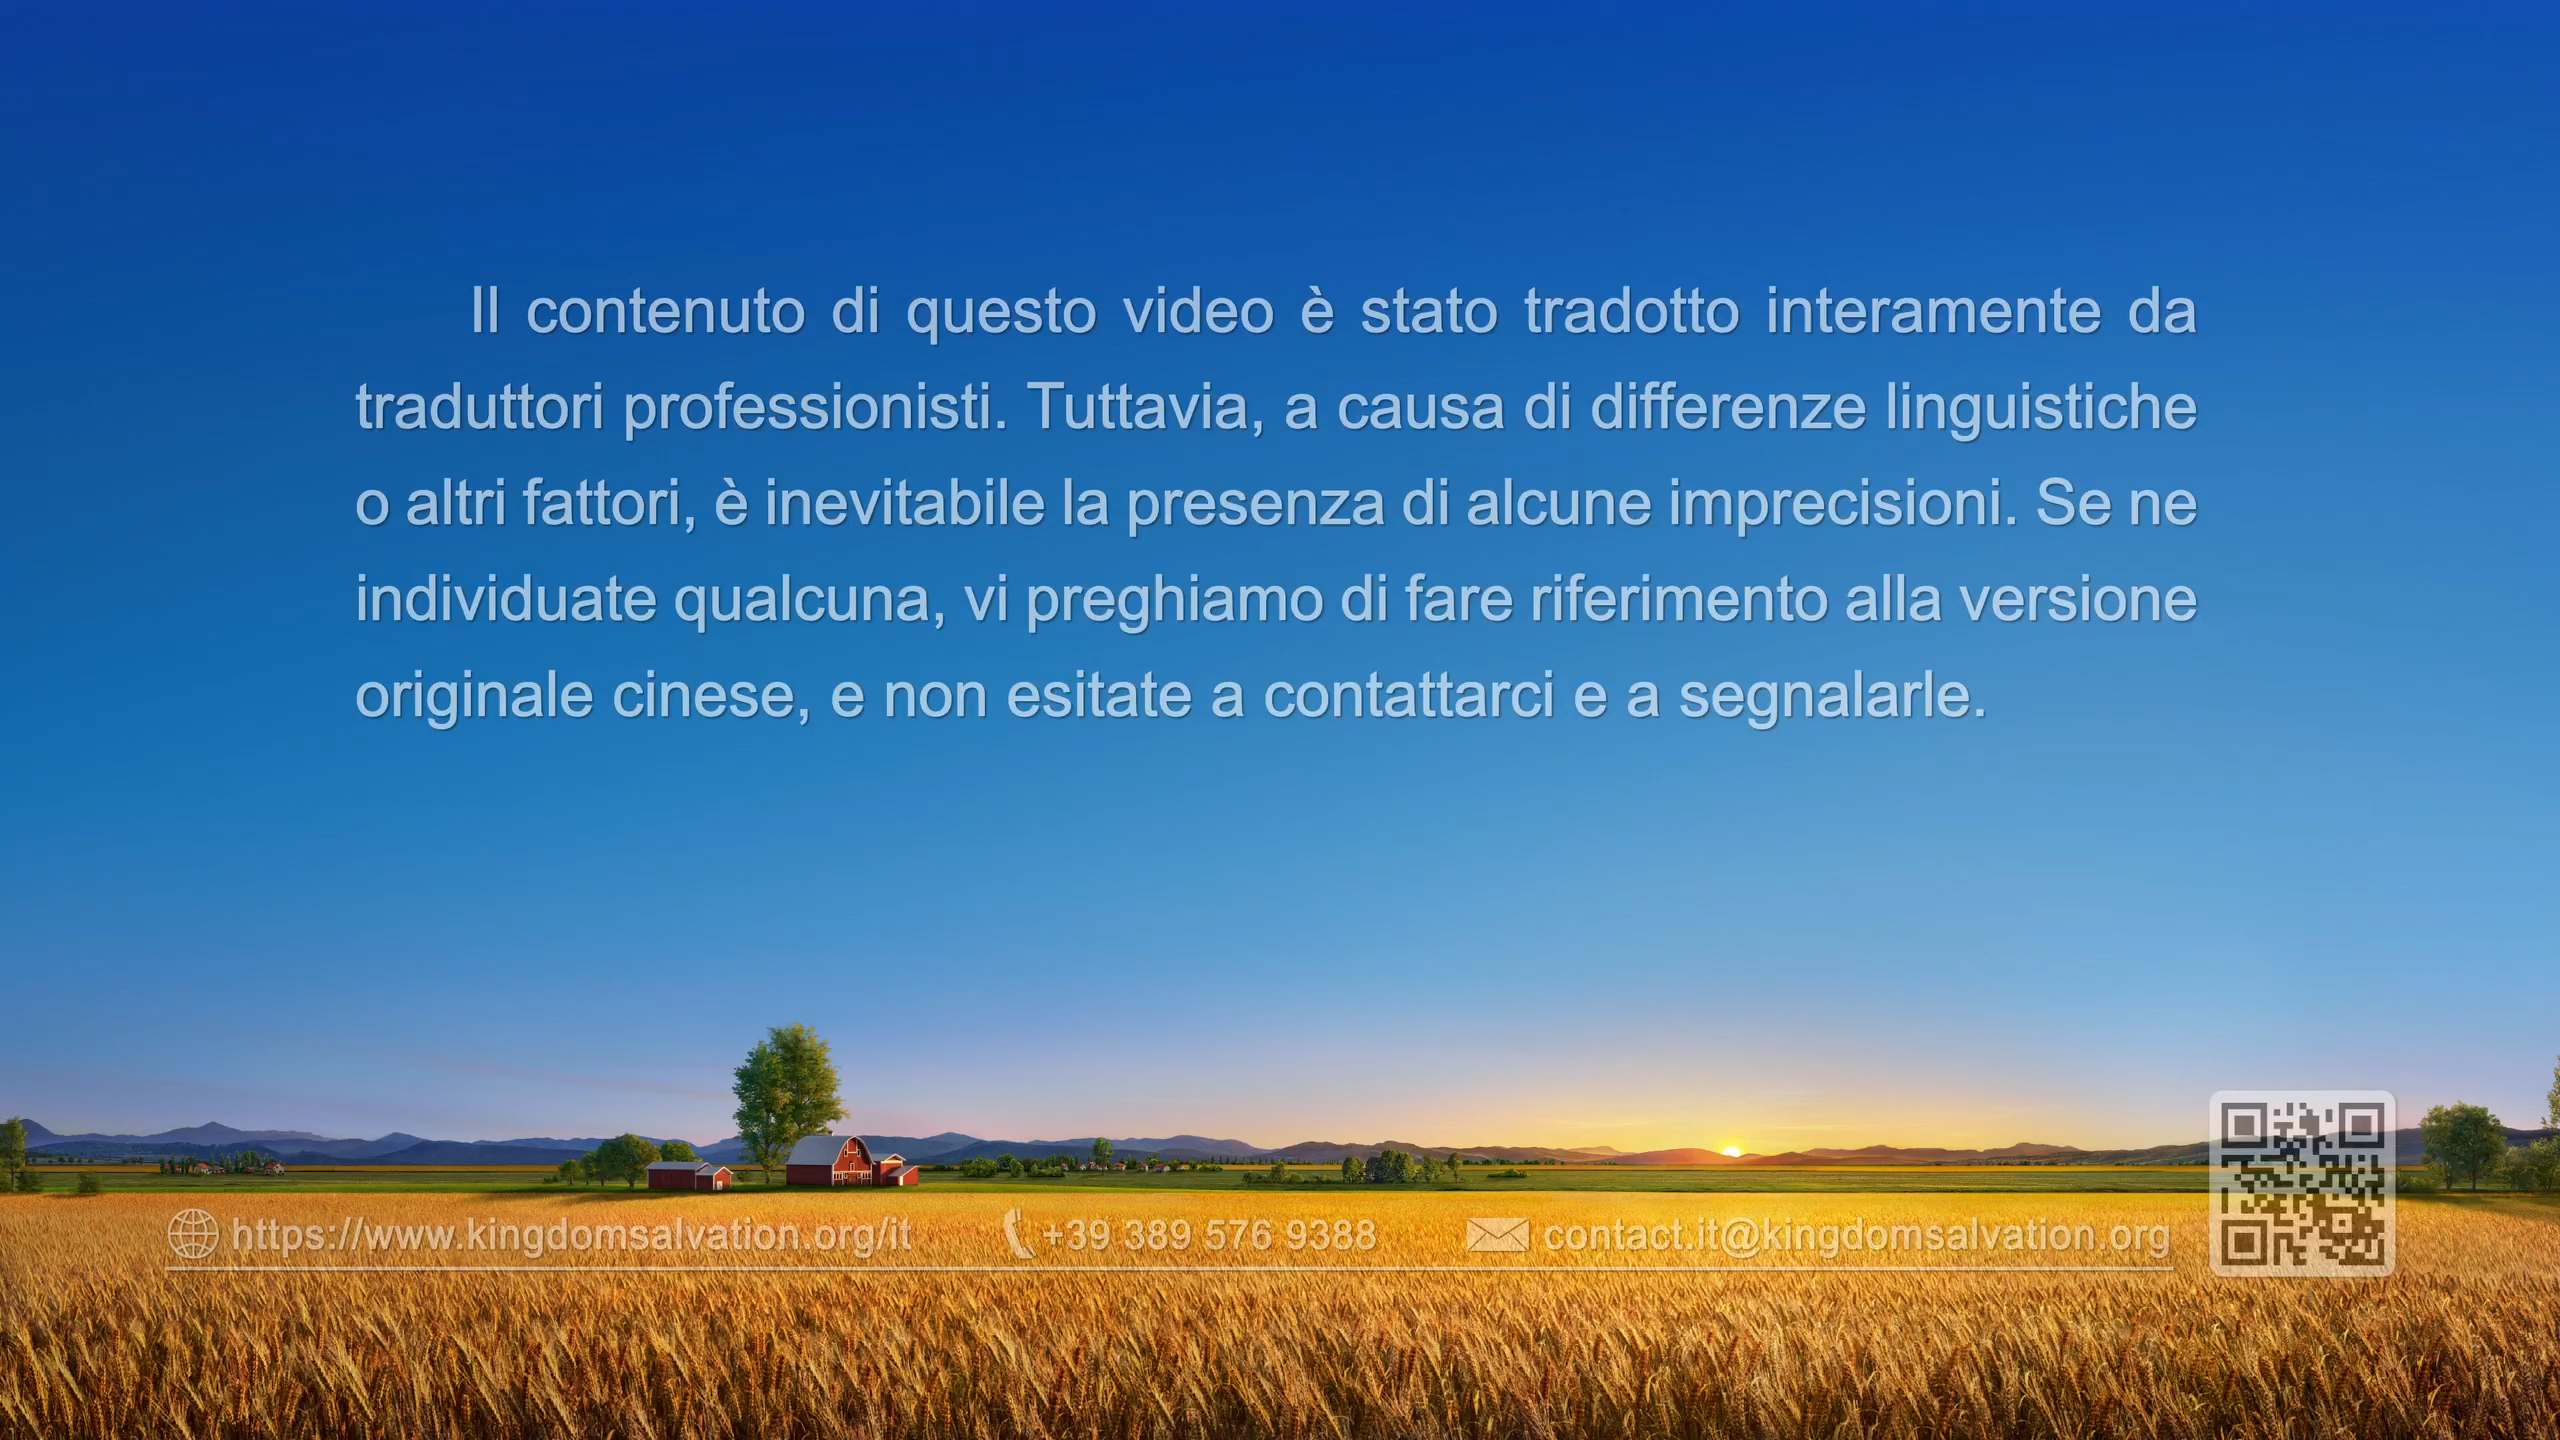 Il contenuto di questo video è stato tradotto interamente da
traduttori professionisti. Tuttavia, a causa di differenze linguistiche
o altri fattori, è inevitabile la presenza di alcune imprecisioni. Se ne
individuate qualcuna, vi preghiamo di fare riferimento alla versione
originale cinese, e non esitate a contattarci e a segnalarle.
https://www.kingdomsalvation.org/it +39 389 576 9388 contact.it@kingdomsalvation.org